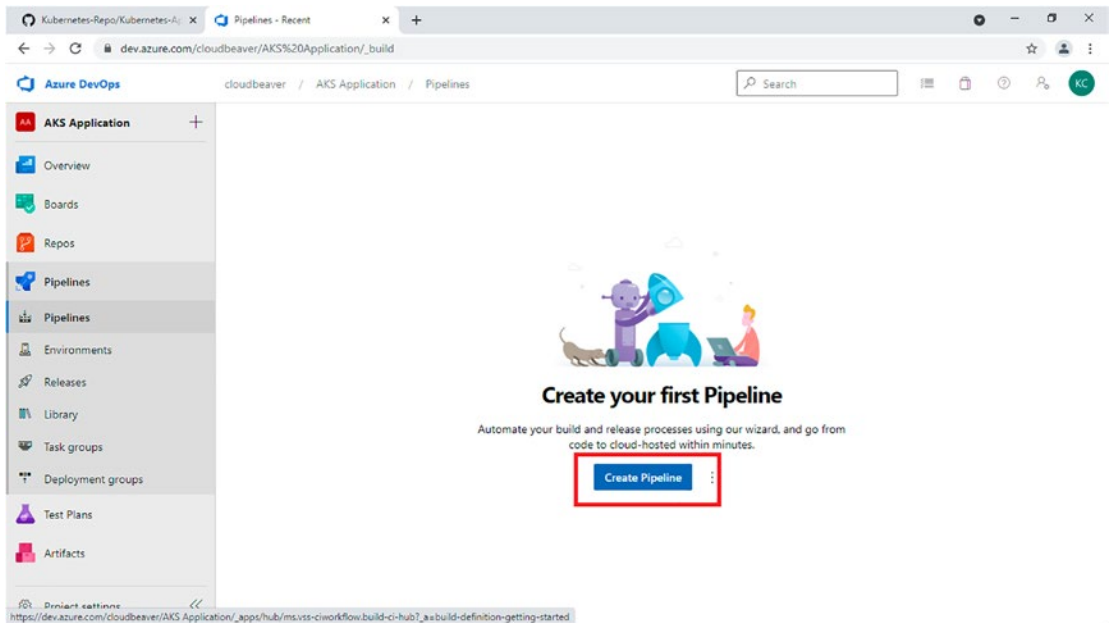 Kubernetes-Repo/Kubernetes-Ap
Pipelines - Recent
dev.azure.com/cloudbeaver/AKS%20Application/_build
Azure DevOps
cloudbeaver / AKS Application / Pipelines
Search
KC
AA
AKS Application
Overview
Boards
Repos
Pipelines
Pipelines
Environments
Releases
Library
Task groups
Deployment groups
Test Plans
Artifacts
Project settings
Create your first Pipeline
Automate your build and release processes using our wizard, and go from
code to cloud-hosted within minutes.
Create Pipeline
https://dev.azure.com/cloudbeaver/AKS Application/_apps/hub/ms.vss-ciworkflow.build-ci-hub?_a=build-definition-getting-started